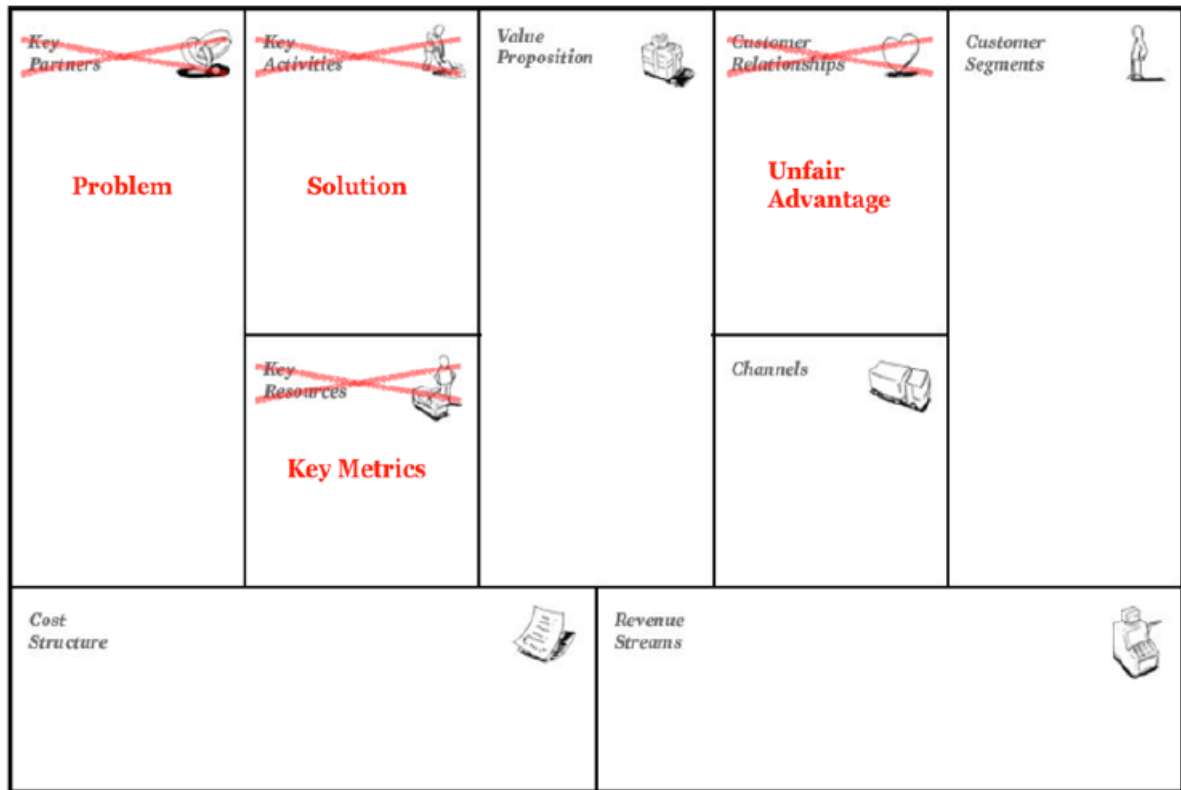 Key
Partners
Problem
Key
Activities
Solution
Key
Resources
Key Metrics
Value
Proposition
Customer
Relationships
Unfair
Advantage
Channels
Customer
Segments
Cost
Structure
Revenue
Streams